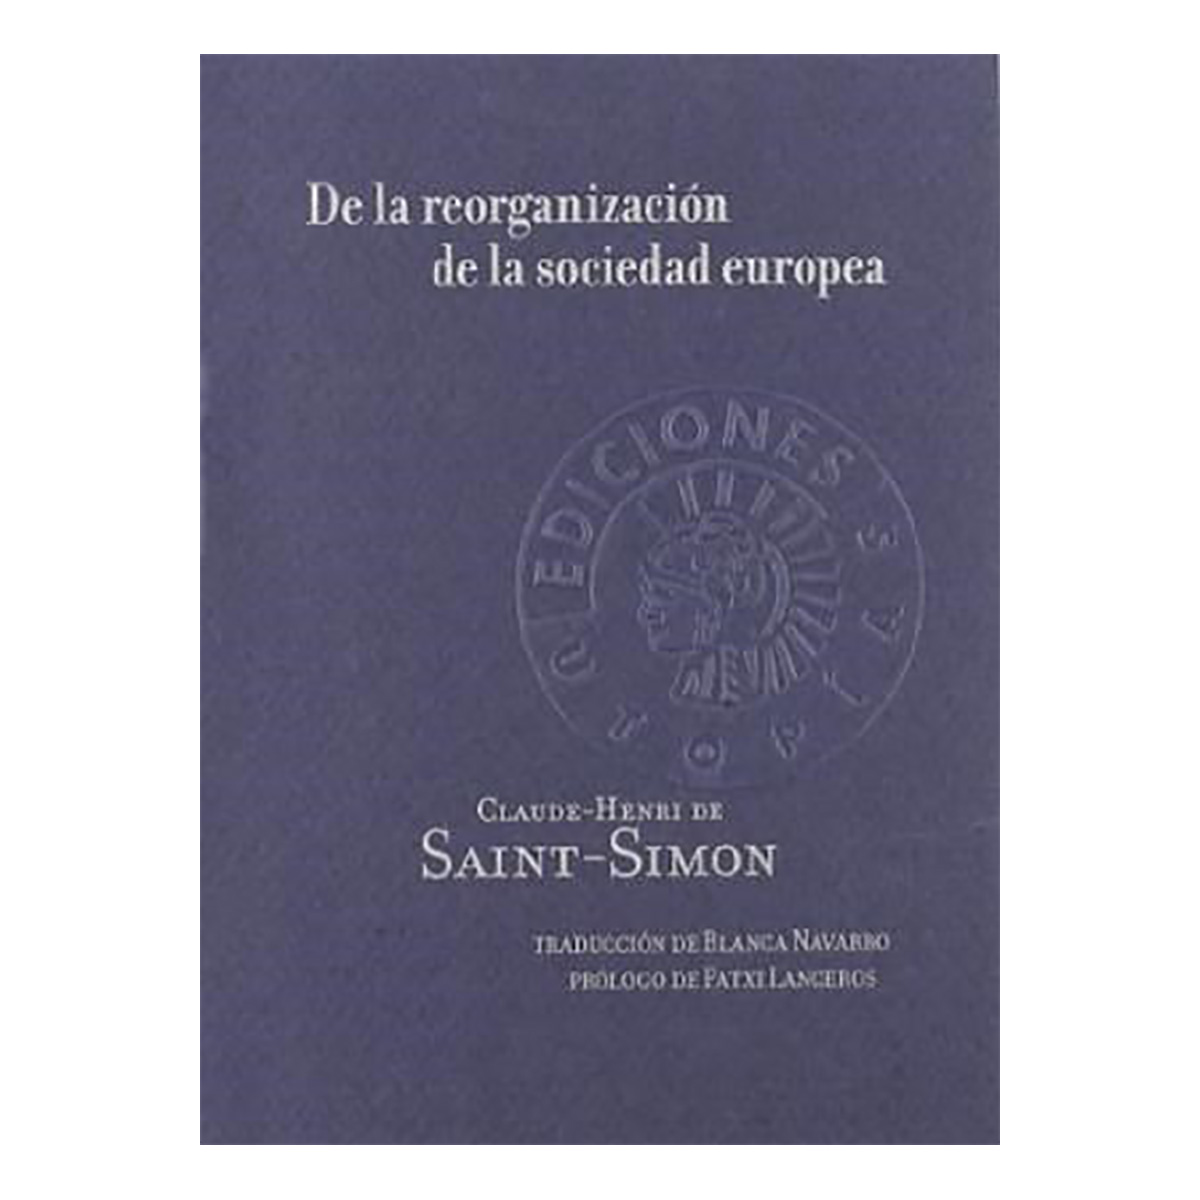 De la reorganización
de la sociedad europea
EDICIONES
Claude-Henri de
Saint-Simon
TRADUCCIÓN DE BLANCA NAVARRO
PRÓLOGO DE PATXI LANCEROS